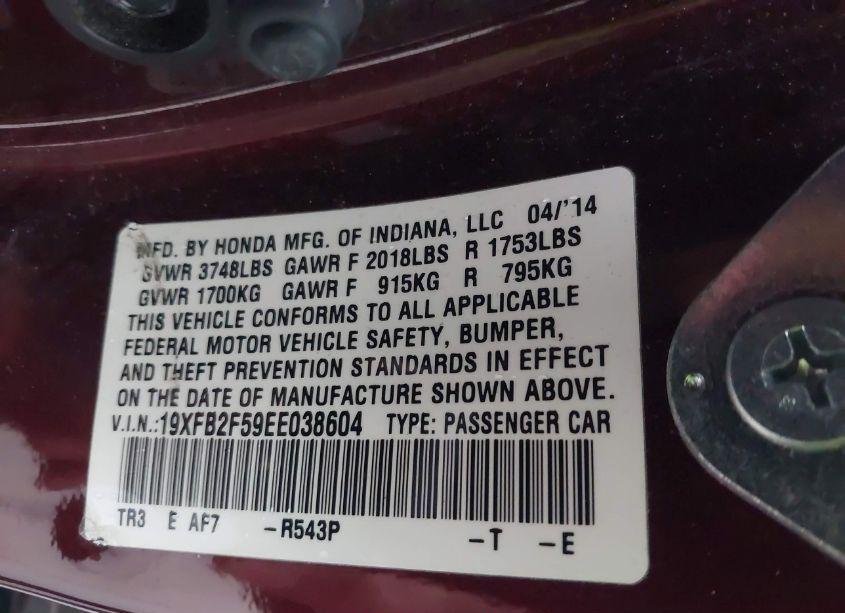 MFD. BY HONDA MFG. OF INDIANA, LLC 04/'14
GVWR 3748LBS GAWR F 2018LBS R 1753LBS
GVWR 1700KG GAWR F 915KG R 795KG
THIS VEHICLE CONFORMS TO ALL APPLICABLE
FEDERAL MOTOR VEHICLE SAFETY, BUMPER,
AND THEFT PREVENTION STANDARDS IN EFFECT
ON THE DATE OF MANUFACTURE SHOWN ABOVE.
V.I.N.:19XFB2F59EE038604 TYPE: PASSENGER CAR
TR3 E AF7 -R543P -T -E